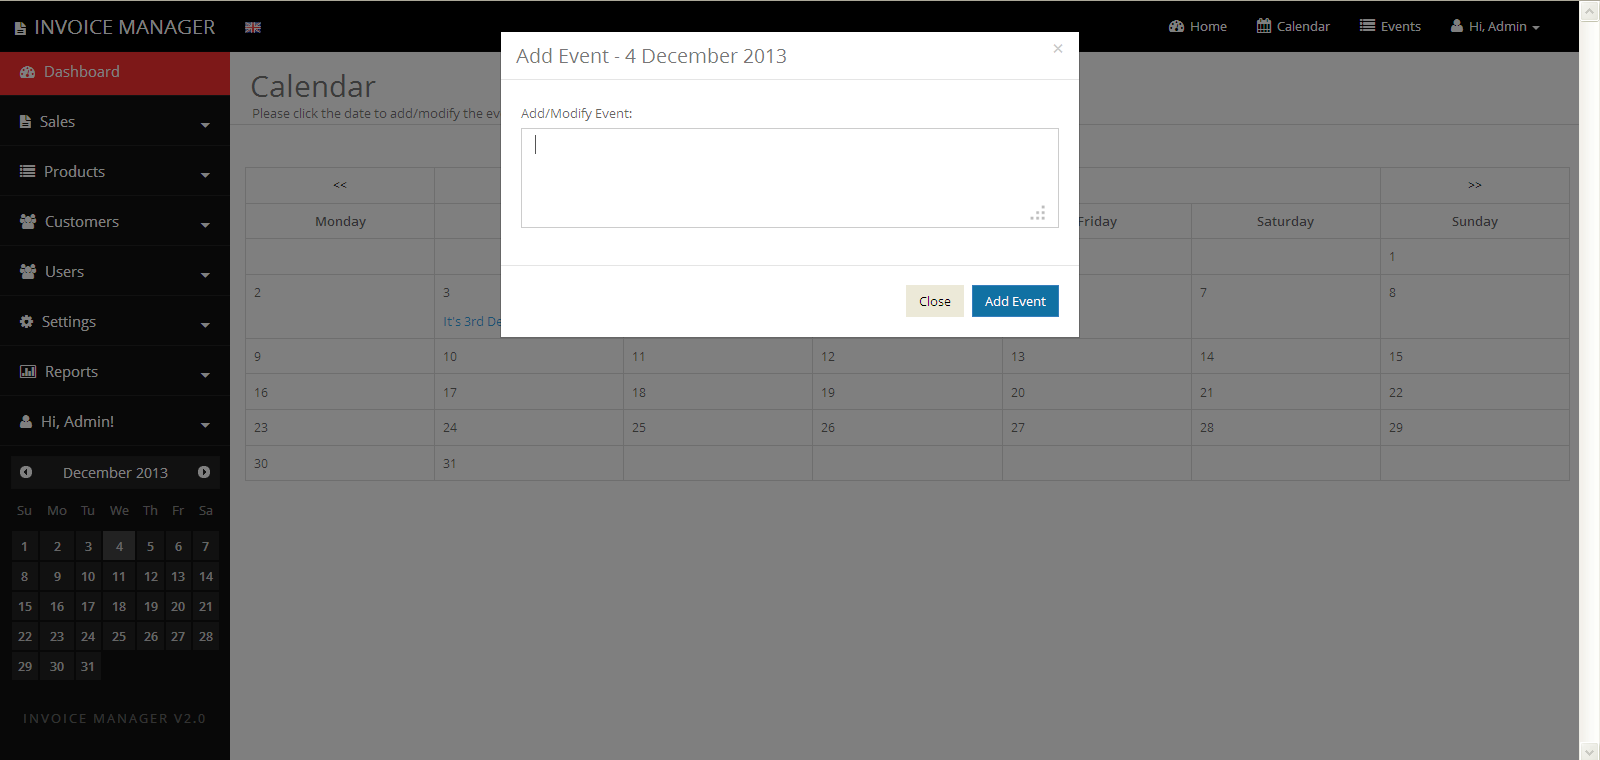 INVOICE MANAGER
Home
Calendar
Events
Hi, Admin
Dashboard
Sales
Products
Customers
Users
Settings
Reports
Hi, Admin!
December 2013
Su Mo Tu We Th Fr Sa
1 2 3 4 5 6 7
8 9 10 11 12 13 14
15 16 17 18 19 20 21
22 23 24 25 26 27 28
29 30 31
INVOICE MANAGER V2.0
Calendar
Please click the date to add/modify the
Add Event - 4 December 2013
×
Add/Modify Event:
Close
Add Event
<< >>
Monday Friday Saturday Sunday
1
2 3 7 8
It's 3rd
9 10 11 12 13 14 15
16 17 18 19 20 21 22
23 24 25 26 27 28 29
30 31